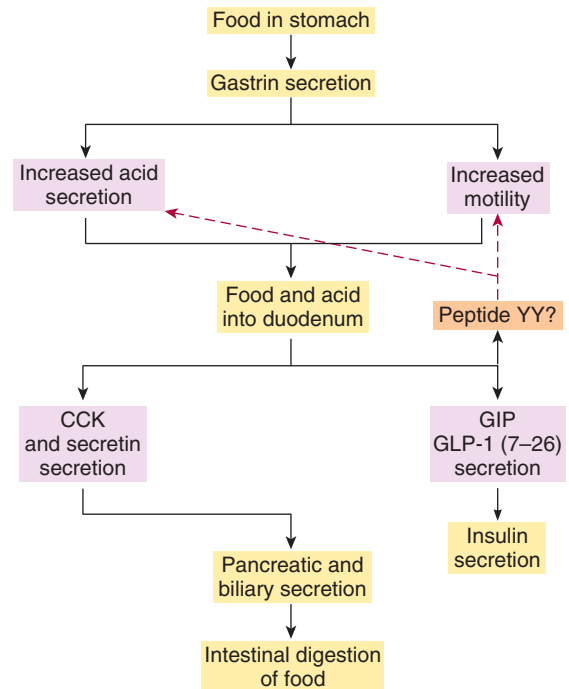 Food in stomach
Gastrin secretion
Increased acid
secretion
Increased
motility
Food and acid
into duodenum
Peptide YY?
CCK
and secretin
secretion
GIP
GLP-1 (7–26)
secretion
Insulin
secretion
Pancreatic and
biliary secretion
Intestinal digestion
of food